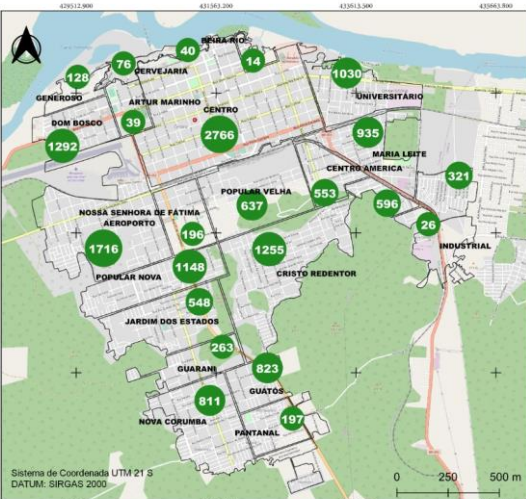 429512.900 431563.200 433613.500 435663.800
BEIRA RIO
40
14
76
CERVEJARIA
128
GENEROSO
1030
UNIVERSITÁRIO
ARTUR MARINHO
CENTRO
DOM BOSCO
39
2766
1292
935
MARIA LEITE
CENTRO AMERICA
321
POPULAR VELHA
553
596
637
NOSSA SENHORA DE FÁTIMA
AEROPORTO
196
26
1716
1255
INDUSTRIAL
1148
POPULAR NOVA
CRISTO REDENTOR
548
JARDIM DOS ESTADOS
263
GUARANI
823
GUATÓS
811
NOVA CORUMBA
197
PANTANAL
Sistema de Coordenada UTM 21 S
DATUM: SIRGAS 2000
0 250 500 m